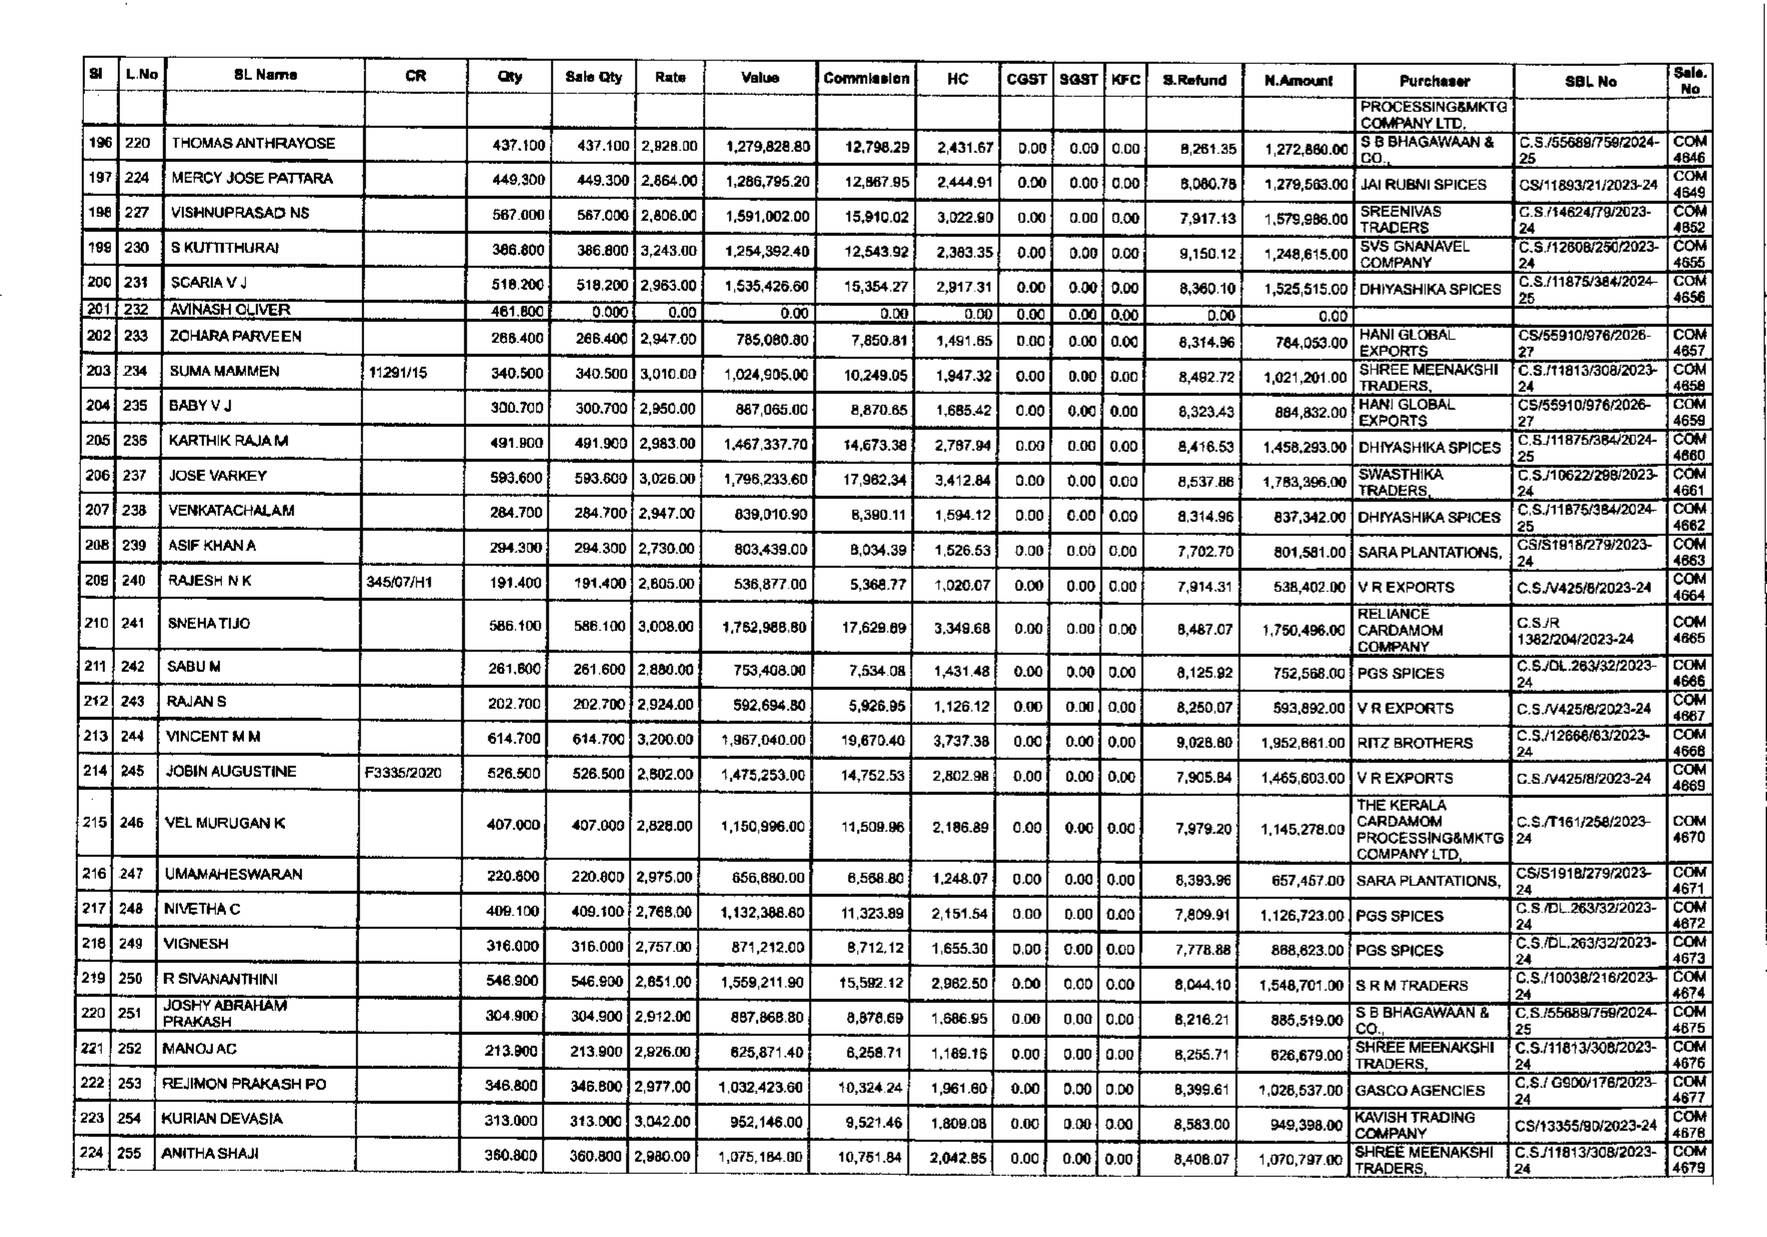 Sl L.No SL Name CR Qty Sale Qty Rate Value Commission HC CGST SGST KFC S.Refund N.Amount Purchaser SBL No Sale. No
PROCESSING&MKTG COMPANY LTD,
196 220 THOMAS ANTHRAYOSE 437.100 437.100 2,928.00 1,279,828.80 12,798.29 2,431.67 0.00 0.00 0.00 8,261.35 1,272,860.00 S B BHAGAWAAN & CO., C.S./55689/759/2024-25 COM 4646
197 224 MERCY JOSE PATTARA 449.300 449.300 2,864.00 1,286,795.20 12,867.95 2,444.91 0.00 0.00 0.00 8,080.78 1,279,563.00 JAI RUBNI SPICES CS/11893/21/2023-24 COM 4649
198 227 VISHNUPRASAD NS 567.000 567.000 2,806.00 1,591,002.00 15,910.02 3,022.90 0.00 0.00 0.00 7,917.13 1,579,986.00 SREENIVAS TRADERS C.S./14624/79/2023-24 COM 4652
199 230 S KUTTITHURAI 386.800 386.800 3,243.00 1,254,392.40 12,543.92 2,383.35 0.00 0.00 0.00 9,150.12 1,248,615.00 SVS GNANAVEL COMPANY C.S./12608/250/2023-24 COM 4655
200 231 SCARIA V J 518.200 518.200 2,963.00 1,535,426.60 15,354.27 2,917.31 0.00 0.00 0.00 8,360.10 1,525,515.00 DHIYASHIKA SPICES C.S./11875/384/2024-25 COM 4656
201 232 AVINASH OLIVER 461.800 0.000 0.00 0.00 0.00 0.00 0.00 0.00 0.00 0.00 0.00
202 233 ZOHARA PARVEEN 266.400 266.400 2,947.00 785,080.80 7,850.81 1,491.65 0.00 0.00 0.00 8,314.96 784,053.00 HANI GLOBAL EXPORTS CS/55910/976/2026-27 COM 4657
203 234 SUMA MAMMEN 11291/15 340.500 340.500 3,010.00 1,024,905.00 10,249.05 1,947.32 0.00 0.00 0.00 8,492.72 1,021,201.00 SHREE MEENAKSHI TRADERS, C.S./11813/308/2023-24 COM 4658
204 235 BABY V J 300.700 300.700 2,950.00 887,065.00 8,870.65 1,685.42 0.00 0.00 0.00 8,323.43 884,832.00 HANI GLOBAL EXPORTS CS/55910/976/2026-27 COM 4659
205 236 KARTHIK RAJA M 491.900 491.900 2,983.00 1,467,337.70 14,673.38 2,787.94 0.00 0.00 0.00 8,416.53 1,458,293.00 DHIYASHIKA SPICES C.S./11875/384/2024-25 COM 4660
206 237 JOSE VARKEY 593.600 593.600 3,026.00 1,796,233.60 17,962.34 3,412.84 0.00 0.00 0.00 8,537.86 1,783,396.00 SWASTHIKA TRADERS, C.S./10622/298/2023-24 COM 4661
207 238 VENKATACHALAM 284.700 284.700 2,947.00 839,010.90 8,390.11 1,594.12 0.00 0.00 0.00 8,314.96 837,342.00 DHIYASHIKA SPICES C.S./11875/384/2024-25 COM 4662
208 239 ASIF KHAN A 294.300 294.300 2,730.00 803,439.00 8,034.39 1,526.53 0.00 0.00 0.00 7,702.70 801,581.00 SARA PLANTATIONS, CS/S1918/279/2023-24 COM 4663
209 240 RAJESH N K 345/07/H1 191.400 191.400 2,805.00 536,877.00 5,368.77 1,020.07 0.00 0.00 0.00 7,914.31 538,402.00 V R EXPORTS C.S./V425/8/2023-24 COM 4664
210 241 SNEHA TIJO 586.100 586.100 3,008.00 1,762,988.80 17,629.89 3,349.68 0.00 0.00 0.00 8,487.07 1,750,496.00 RELIANCE CARDAMOM COMPANY C.S./R 1382/204/2023-24 COM 4665
211 242 SABU M 261.600 261.600 2,880.00 753,408.00 7,534.08 1,431.48 0.00 0.00 0.00 8,125.92 752,568.00 PGS SPICES C.S./DL.263/32/2023-24 COM 4666
212 243 RAJAN S 202.700 202.700 2,924.00 592,694.80 5,926.95 1,126.12 0.00 0.00 0.00 8,250.07 593,892.00 V R EXPORTS C.S./V425/8/2023-24 COM 4667
213 244 VINCENT M M 614.700 614.700 3,200.00 1,967,040.00 19,670.40 3,737.38 0.00 0.00 0.00 9,028.80 1,952,661.00 RITZ BROTHERS C.S./12666/63/2023-24 COM 4668
214 245 JOBIN AUGUSTINE F3335/2020 526.500 526.500 2,802.00 1,475,253.00 14,752.53 2,802.98 0.00 0.00 0.00 7,905.84 1,465,603.00 V R EXPORTS C.S./V425/8/2023-24 COM 4669
215 246 VEL MURUGAN K 407.000 407.000 2,828.00 1,150,996.00 11,509.96 2,186.89 0.00 0.00 0.00 7,979.20 1,145,278.00 THE KERALA CARDAMOM PROCESSING&MKTG COMPANY LTD, C.S./T161/258/2023-24 COM 4670
216 247 UMAMAHESWARAN 220.800 220.800 2,975.00 656,880.00 6,568.80 1,248.07 0.00 0.00 0.00 8,393.96 657,457.00 SARA PLANTATIONS, CS/S1918/279/2023-24 COM 4671
217 248 NIVETHA C 409.100 409.100 2,768.00 1,132,388.80 11,323.89 2,151.54 0.00 0.00 0.00 7,809.91 1,126,723.00 PGS SPICES C.S./DL.263/32/2023-24 COM 4672
218 249 VIGNESH 316.000 316.000 2,757.00 871,212.00 8,712.12 1,655.30 0.00 0.00 0.00 7,778.88 868,623.00 PGS SPICES C.S./DL.263/32/2023-24 COM 4673
219 250 R SIVANANTHINI 546.900 546.900 2,851.00 1,559,211.90 15,592.12 2,962.50 0.00 0.00 0.00 8,044.10 1,548,701.00 S R M TRADERS C.S./10038/216/2023-24 COM 4674
220 251 JOSHY ABRAHAM PRAKASH 304.900 304.900 2,912.00 887,868.80 8,878.69 1,686.95 0.00 0.00 0.00 8,216.21 885,519.00 S B BHAGAWAAN & CO., C.S./55689/759/2024-25 COM 4675
221 252 MANOJ AC 213.900 213.900 2,926.00 625,871.40 6,258.71 1,189.16 0.00 0.00 0.00 8,255.71 626,679.00 SHREE MEENAKSHI TRADERS, C.S./11813/308/2023-24 COM 4676
222 253 REJIMON PRAKASH PO 346.800 346.800 2,977.00 1,032,423.60 10,324.24 1,961.60 0.00 0.00 0.00 8,399.61 1,028,537.00 GASCO AGENCIES C.S./ G900/176/2023-24 COM 4677
223 254 KURIAN DEVASIA 313.000 313.000 3,042.00 952,146.00 9,521.46 1,809.08 0.00 0.00 0.00 8,583.00 949,398.00 KAVISH TRADING COMPANY CS/13355/90/2023-24 COM 4678
224 255 ANITHA SHAJI 360.800 360.800 2,980.00 1,075,184.00 10,751.84 2,042.85 0.00 0.00 0.00 8,408.07 1,070,797.00 SHREE MEENAKSHI TRADERS, C.S./11813/308/2023-24 COM 4679